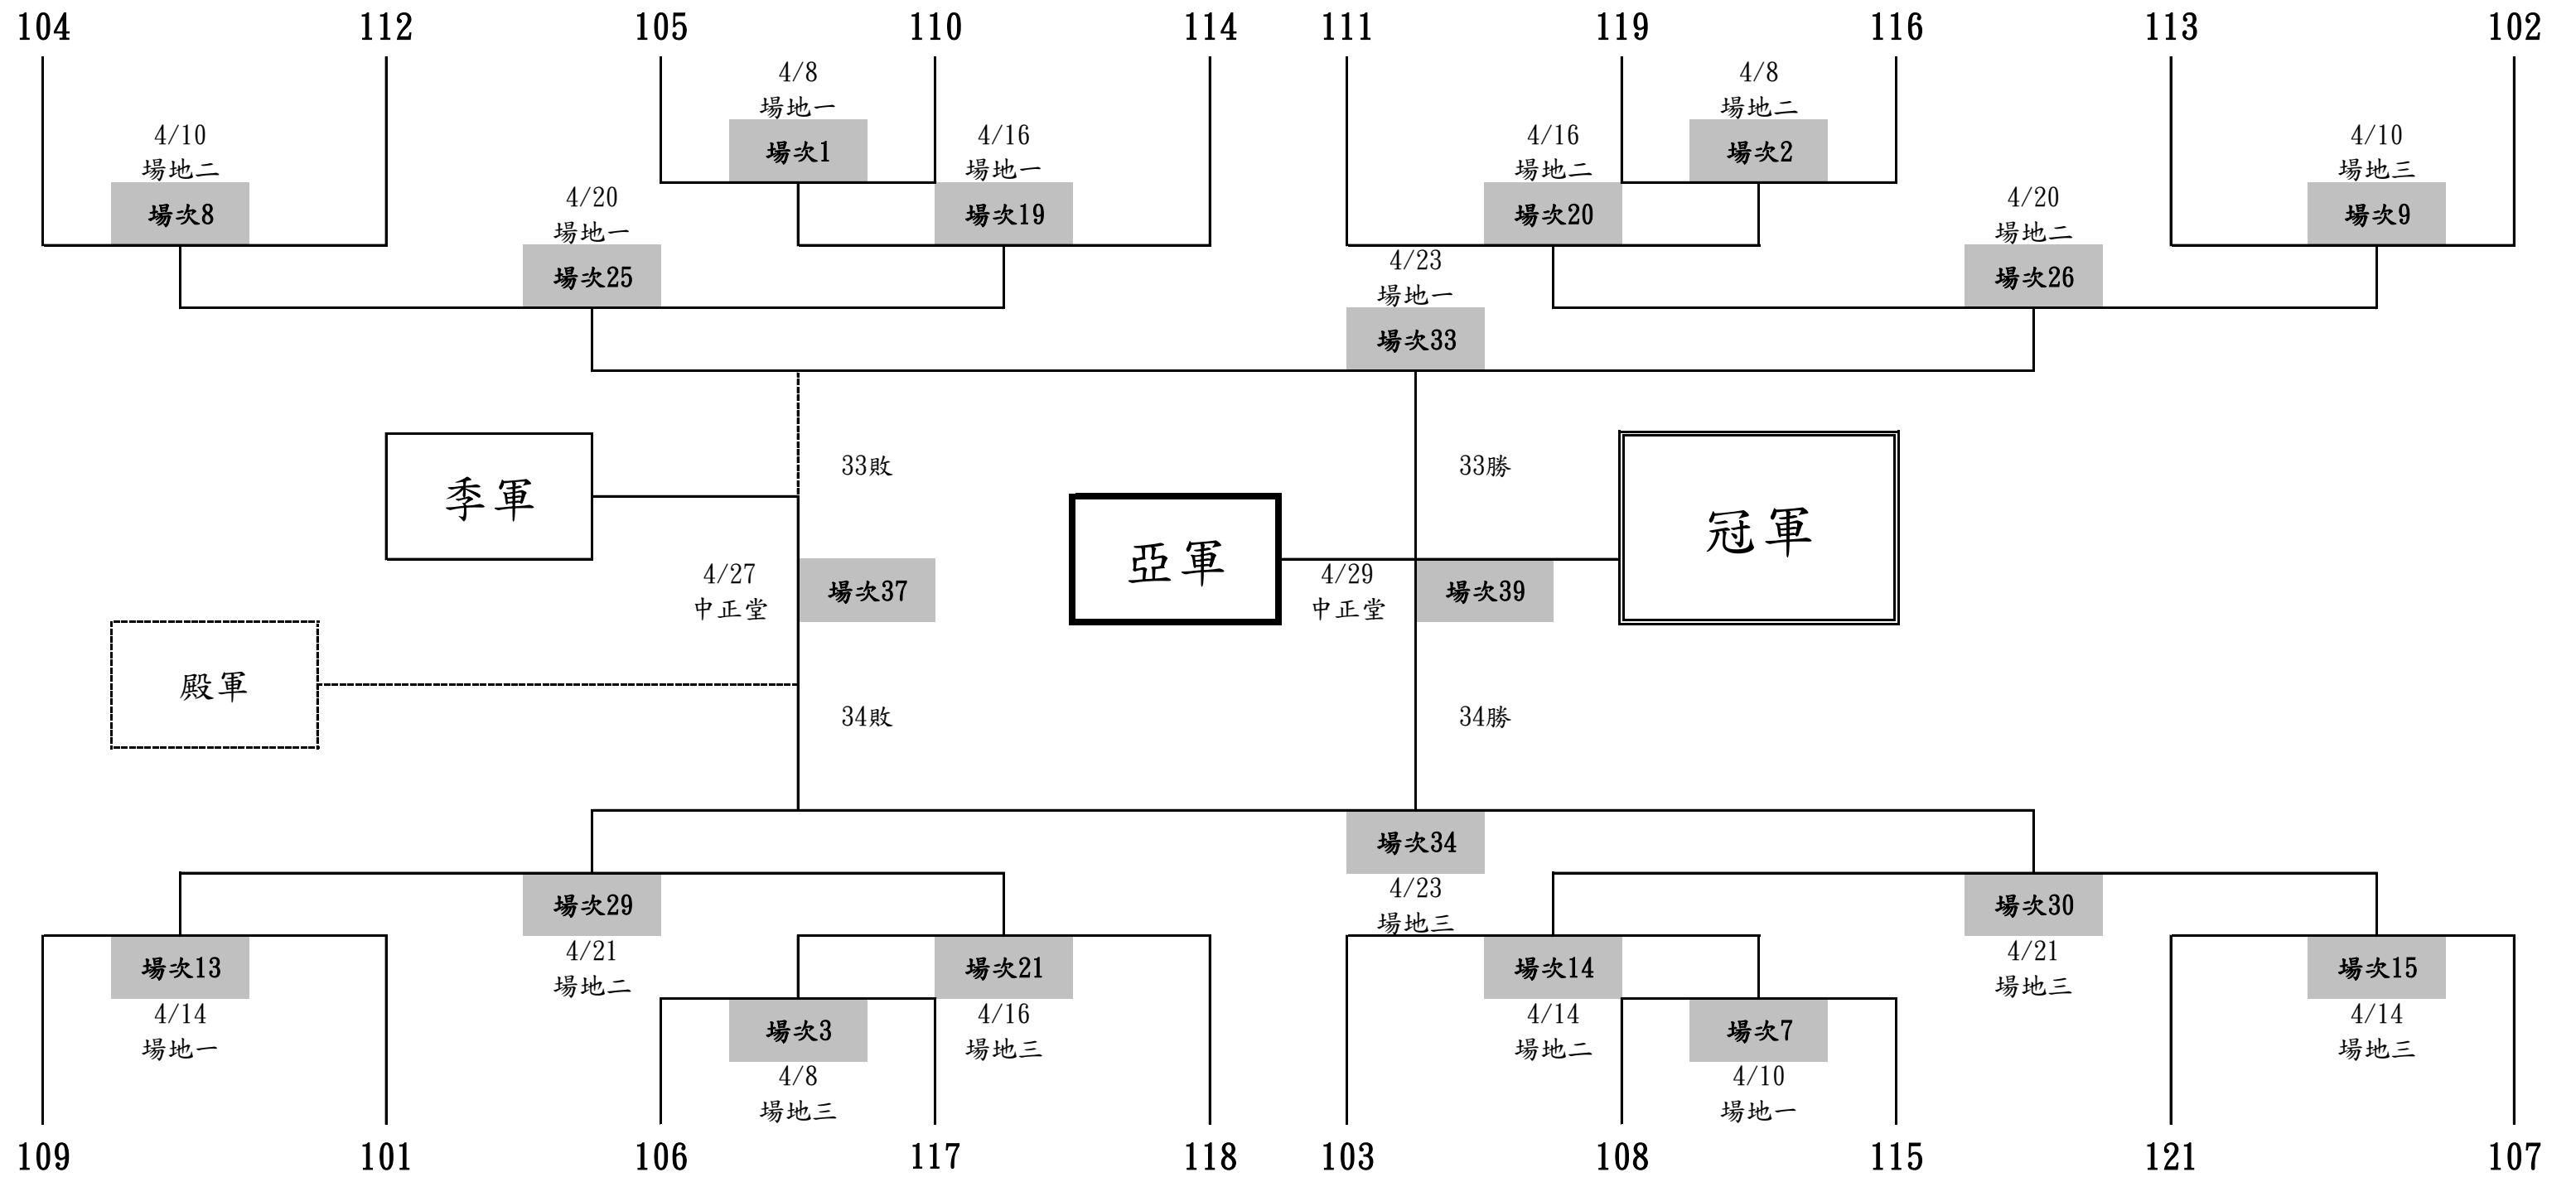 104 112 105 110 114 111 119 116 113 102
4/8
場地一
場次1
4/8
場地二
場次2
4/10
場地二
場次8
4/16
場地一
場次19
4/16
場地二
場次20
4/10
場地三
場次9
4/20
場地一
場次25
4/20
場地二
場次26
4/23
場地一
場次33
33敗
33勝
季軍
亞軍
冠軍
4/27
中正堂
場次37
4/29
中正堂
場次39
殿軍
34敗
34勝
場次34
4/23
場地三
場次29
4/21
場地二
場次30
4/21
場地三
場次13
4/14
場地一
場次21
4/16
場地三
場次14
4/14
場地二
場次15
4/14
場地三
場次3
4/8
場地三
場次7
4/10
場地一
109 101 106 117 118 103 108 115 121 107